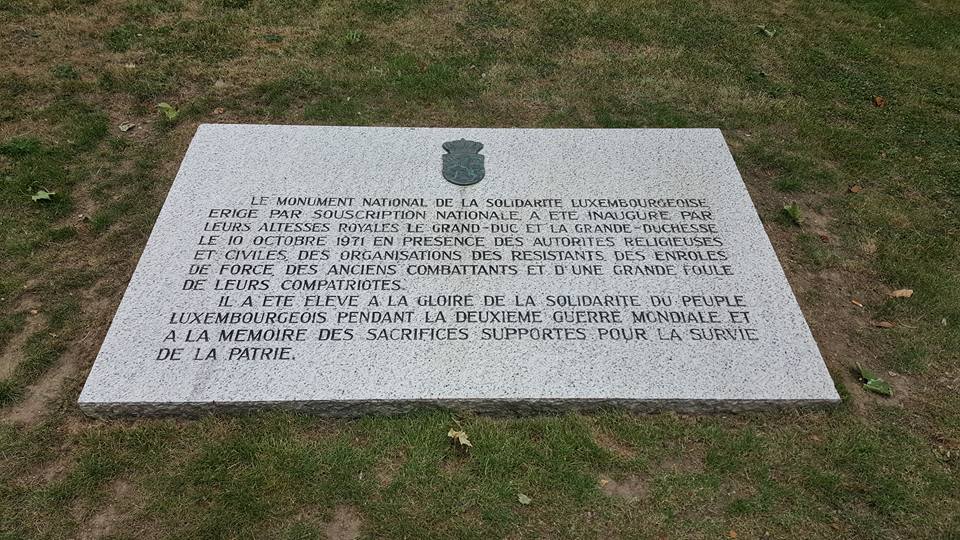 LE MONUMENT NATIONAL DE LA SOLIDARITE LUXEMBOURGEOISE,
ERIGE PAR SOUSCRIPTION NATIONALE, A ETE INAUGURE PAR
LEURS ALTESSES ROYALES LE GRAND-DUC ET LA GRANDE-DUCHESSE
LE 10 OCTOBRE 1971 EN PRESENCE DES AUTORITES RELIGIEUSES
ET CIVILES, DES ORGANISATIONS DES RESISTANTS, DES ENROLES
DE FORCE, DES ANCIENS COMBATTANTS ET D'UNE GRANDE FOULE
DE LEURS COMPATRIOTES.
IL A ETE ELEVE A LA GLOIRE DE LA SOLIDARITE DU PEUPLE
LUXEMBOURGEOIS PENDANT LA DEUXIEME GUERRE MONDIALE ET
A LA MEMOIRE DES SACRIFICES SUPPORTES POUR LA SURVIE
DE LA PATRIE.